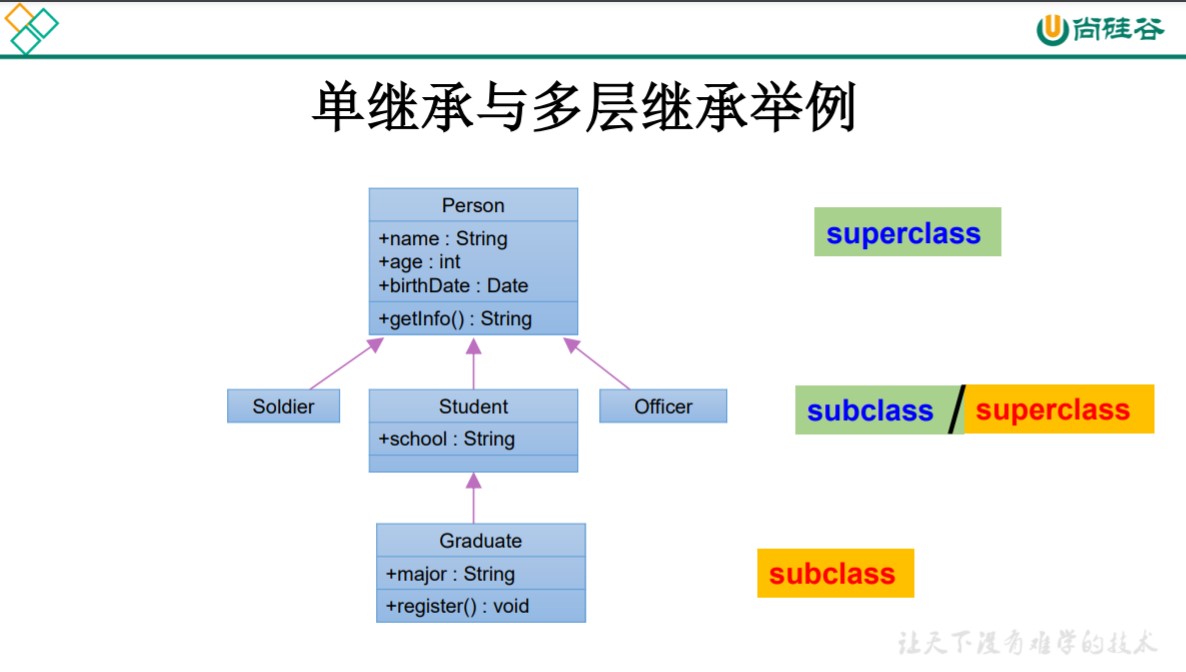 尚硅谷
单继承与多层继承举例
Person
+name : String
+age : int
+birthDate : Date
+getInfo() : String
superclass
Soldier
Student
+school : String
Officer
subclass / superclass
Graduate
+major : String
+register() : void
subclass
让天下没有难学的技术